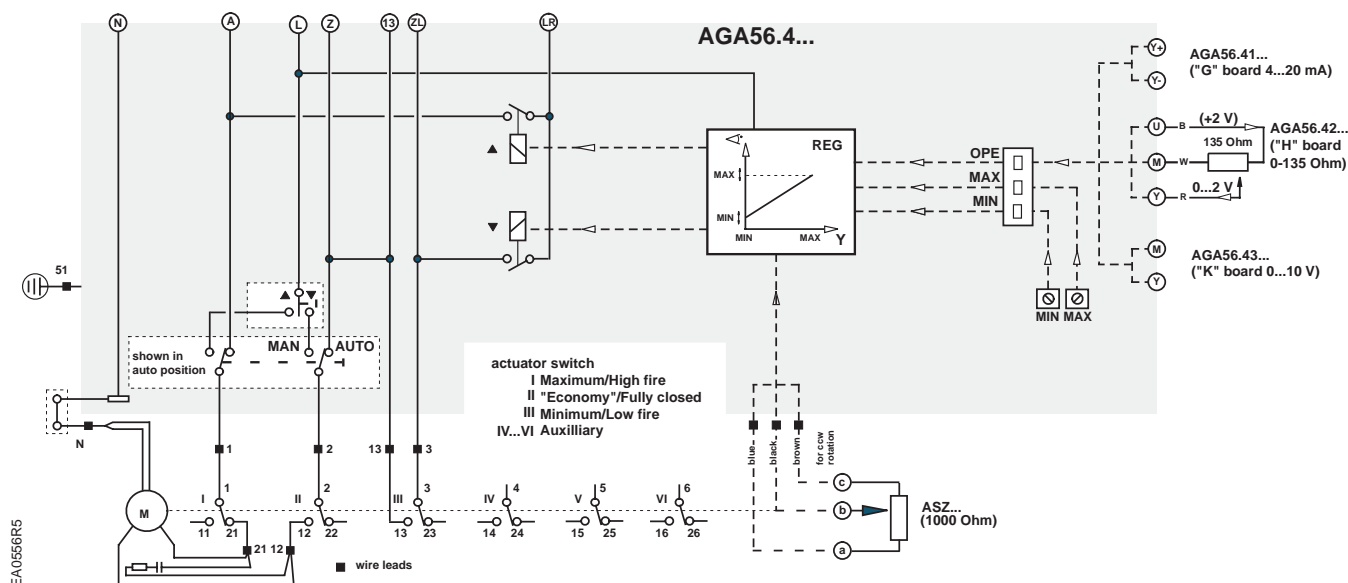 N A L Z 13 ZL LR
AGA56.4...
Y+
Y-
AGA56.41...
("G" board 4...20 mA)
U B (+2 V)
135 Ohm
M W
0...2 V
Y R
AGA56.42...
("H" board
0-135 Ohm)
M
Y
AGA56.43...
("K" board 0...10 V)
REG
MAX
MIN
MIN MAX Y
OPE
MAX
MIN
MIN MAX
51
MAN AUTO
shown in
auto position
actuator switch
I Maximum/High fire
II "Economy"/Fully closed
III Minimum/Low fire
IV...VI Auxilliary
N
1 2 13 3
blue black brown for ccw
rotation
I 1 II 2 III 3 IV 4 V 5 VI 6
11 21 12 22 13 23 14 24 15 25 16 26
M
21 12
wire leads
c
b
a
ASZ...
(1000 Ohm)
EA0556R5